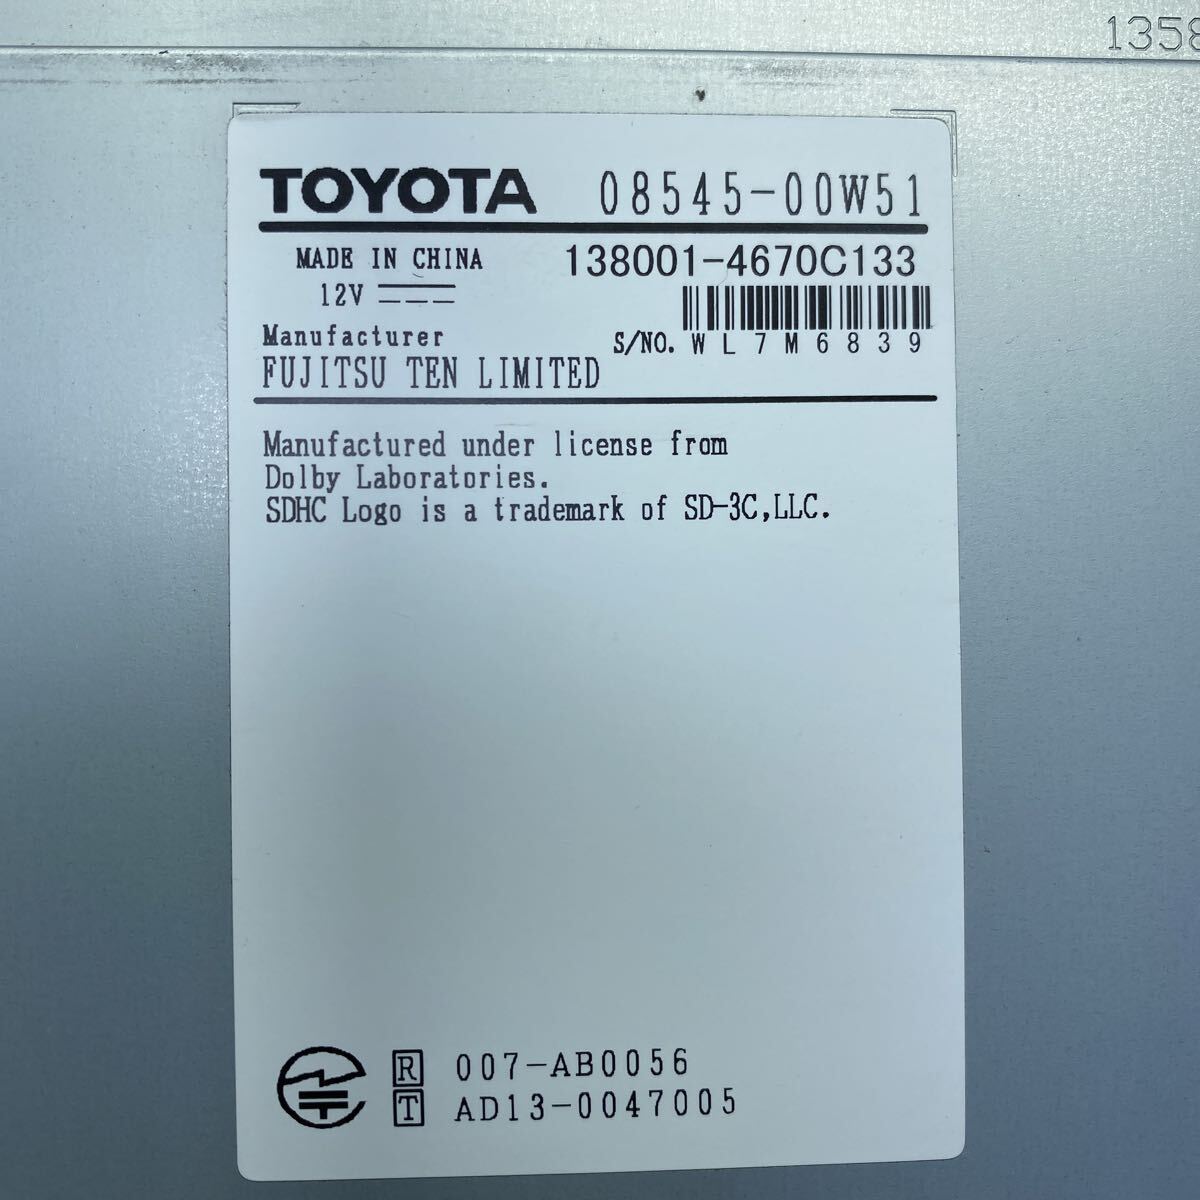 1358
TOYOTA 08545-00W51
MADE IN CHINA 138001-4670C133
12V
Manufacturer S/NO. WL7M6839
FUJITSU TEN LIMITED
Manufactured under license from
Dolby Laboratories.
SDHC Logo is a trademark of SD-3C,LLC.
R 007-AB0056
T AD13-0047005